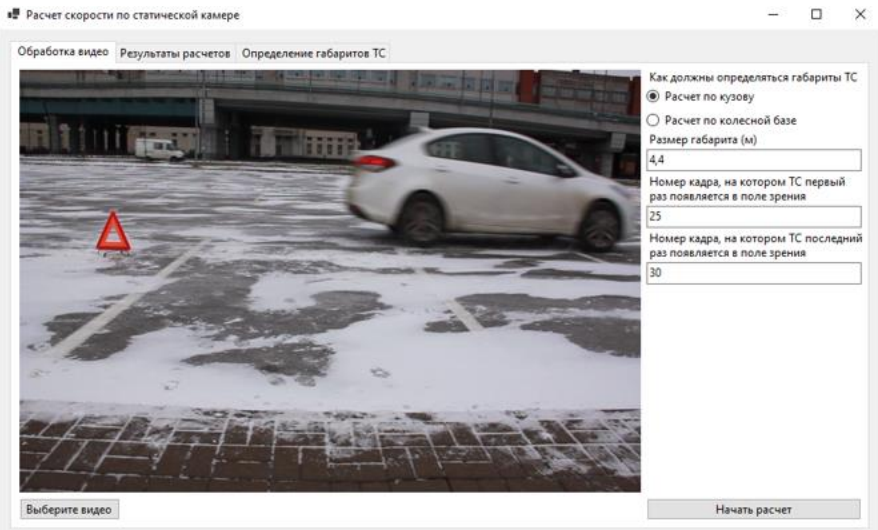 Расчет скорости по статической камере
Обработка видео Результаты расчетов Определение габаритов ТС
Как должны определяться габариты ТС
Расчет по кузову
Расчет по колесной базе
Размер габарита (м)
4,4
Номер кадра, на котором ТС первый
раз появляется в поле зрения
25
Номер кадра, на котором ТС последний
раз появляется в поле зрения
30
Выберите видео
Начать расчет